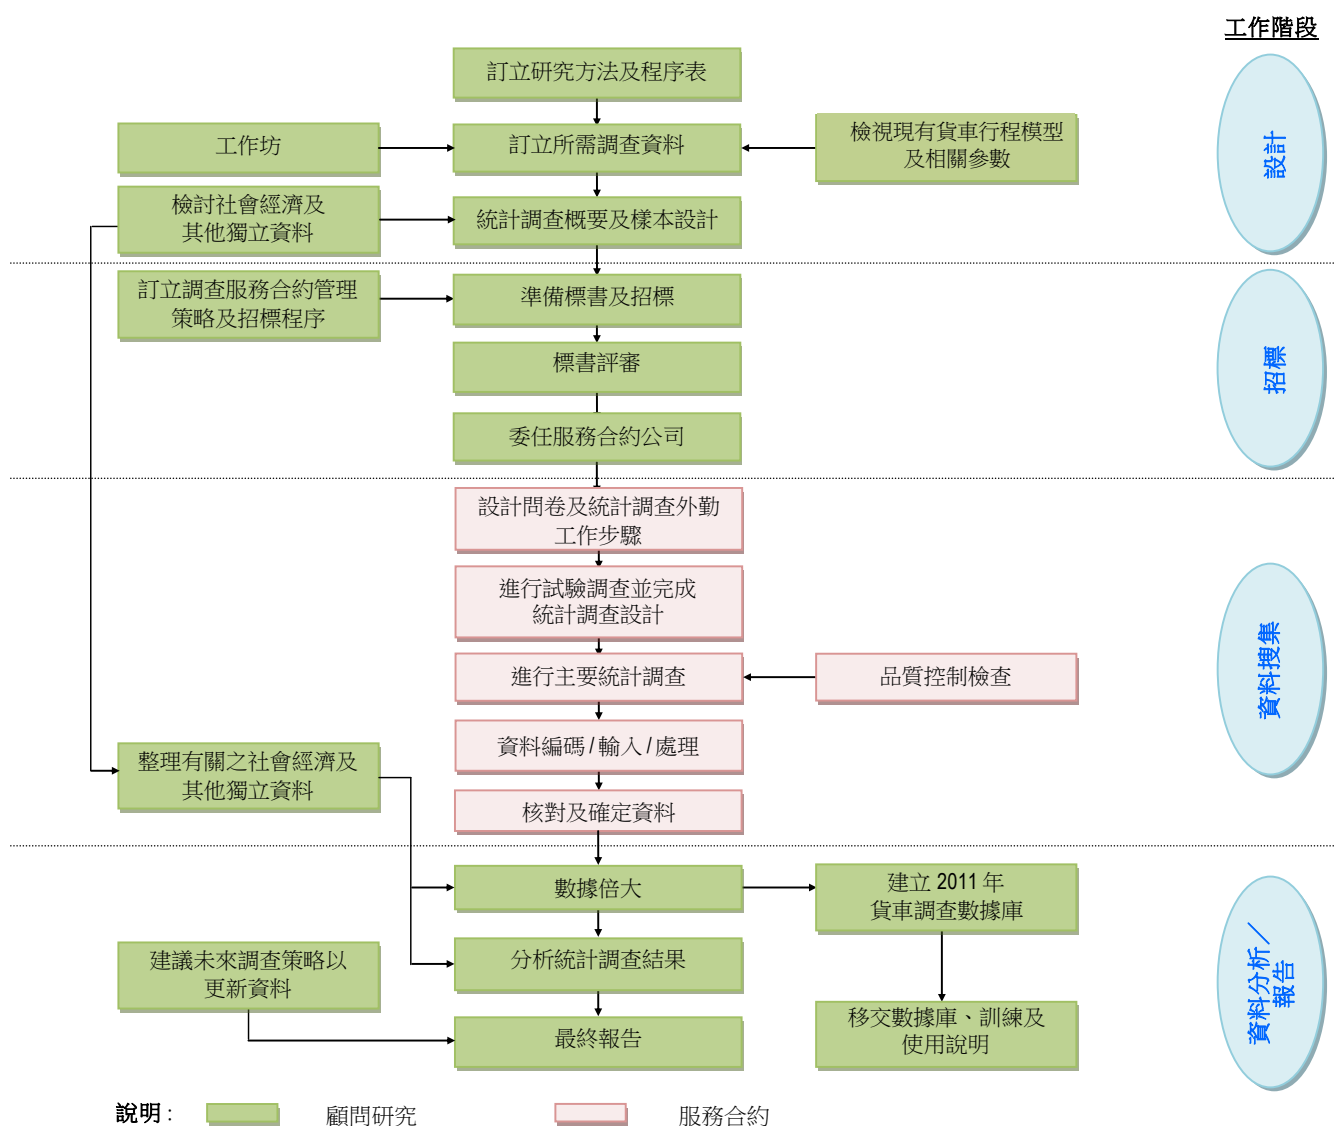 工作階段
訂立研究方法及程序表
工作坊
訂立所需調查資料
檢視現有貨車行程模型
及相關參數
設計
檢討社會經濟及
其他獨立資料
統計調查概要及樣本設計
訂立調查服務合約管理
策略及招標程序
準備標書及招標
標書評審
招標
委任服務合約公司
設計問卷及統計調查外勤
工作步驟
進行試驗調查並完成
統計調查設計
進行主要統計調查
品質控制檢查
資料搜集
資料編碼 / 輸入 / 處理
整理有關之社會經濟及
其他獨立資料
核對及確定資料
數據倍大
建立 2011 年
貨車調查數據庫
分析統計調查結果
建議未來調查策略以
更新資料
資料分析／
報告
最終報告
移交數據庫、訓練及
使用說明
說明 :
顧問研究
服務合約